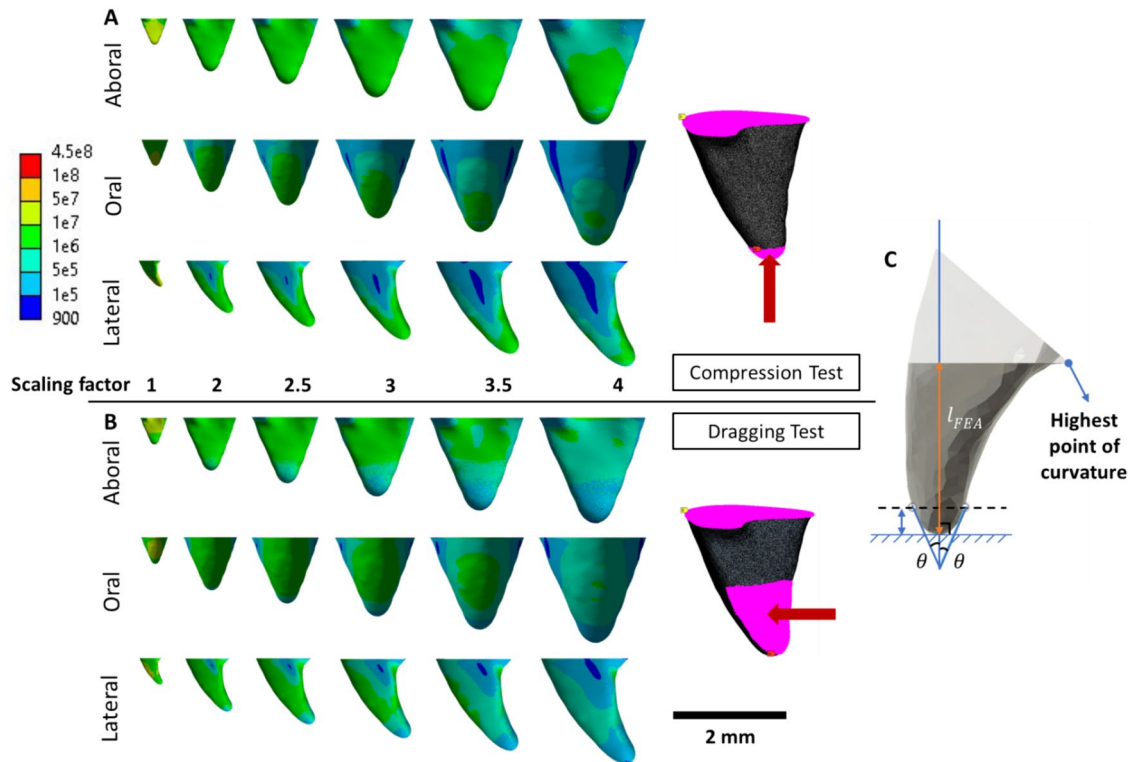 A
Aboral
Oral
Lateral
4.5e8
1e8
5e7
1e7
1e6
5e5
1e5
900
Scaling factor 1 2 2.5 3 3.5 4
Compression Test
B
Dragging Test
Aboral
Oral
Lateral
2 mm
C
l_FEA
Highest
point of
curvature
θ θ